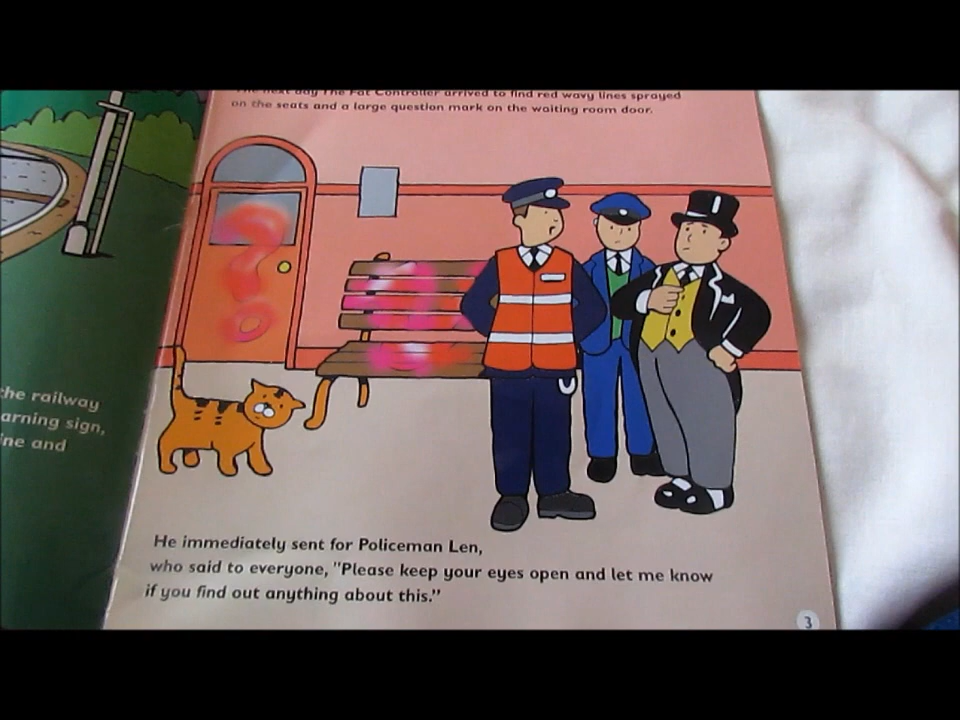 the railway
arning sign,
ine and
The next day The Fat Controller arrived to find red wavy lines sprayed
on the seats and a large question mark on the waiting room door.
He immediately sent for Policeman Len,
who said to everyone, "Please keep your eyes open and let me know
if you find out anything about this."
3